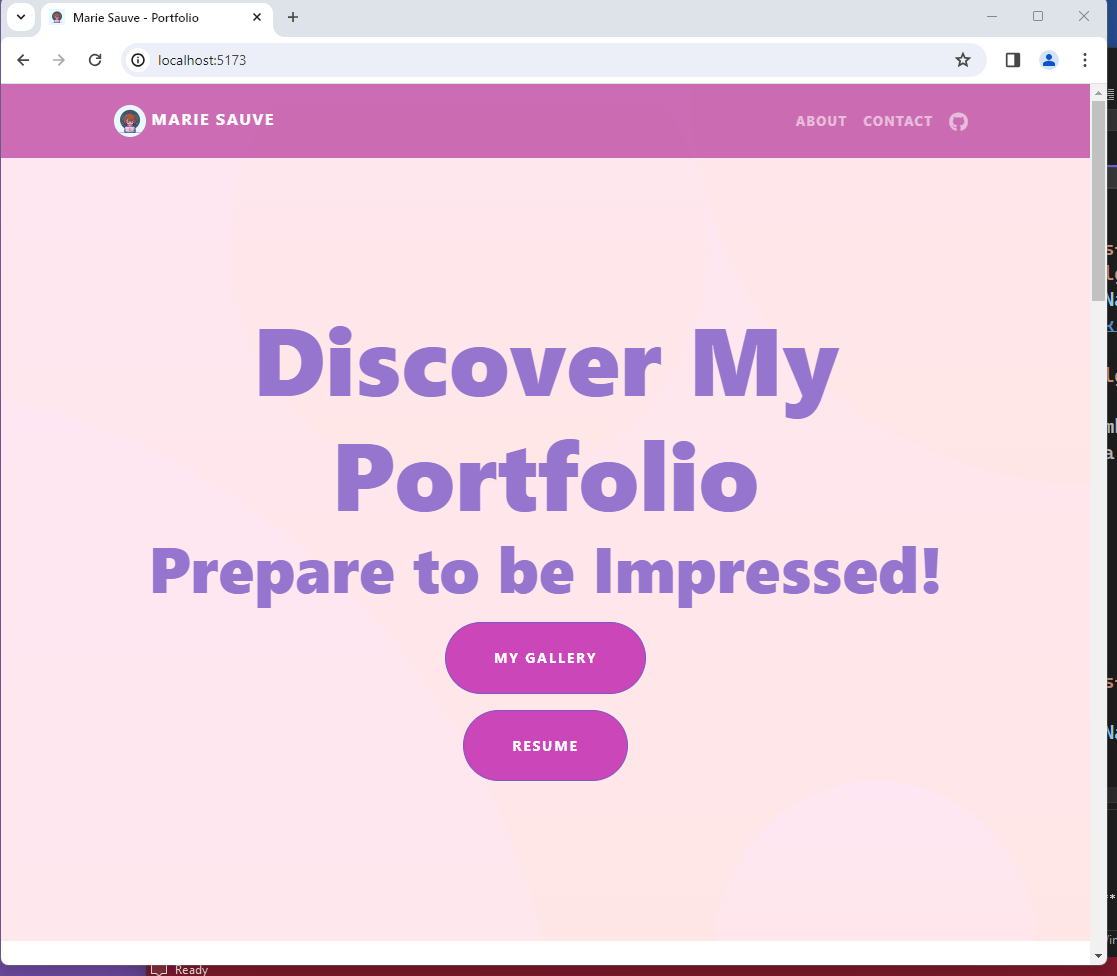 Marie Sauve - Portfolio
localhost:5173
MARIE SAUVE
ABOUT CONTACT
Discover My
Portfolio
Prepare to be Impressed!
MY GALLERY
RESUME
Ready